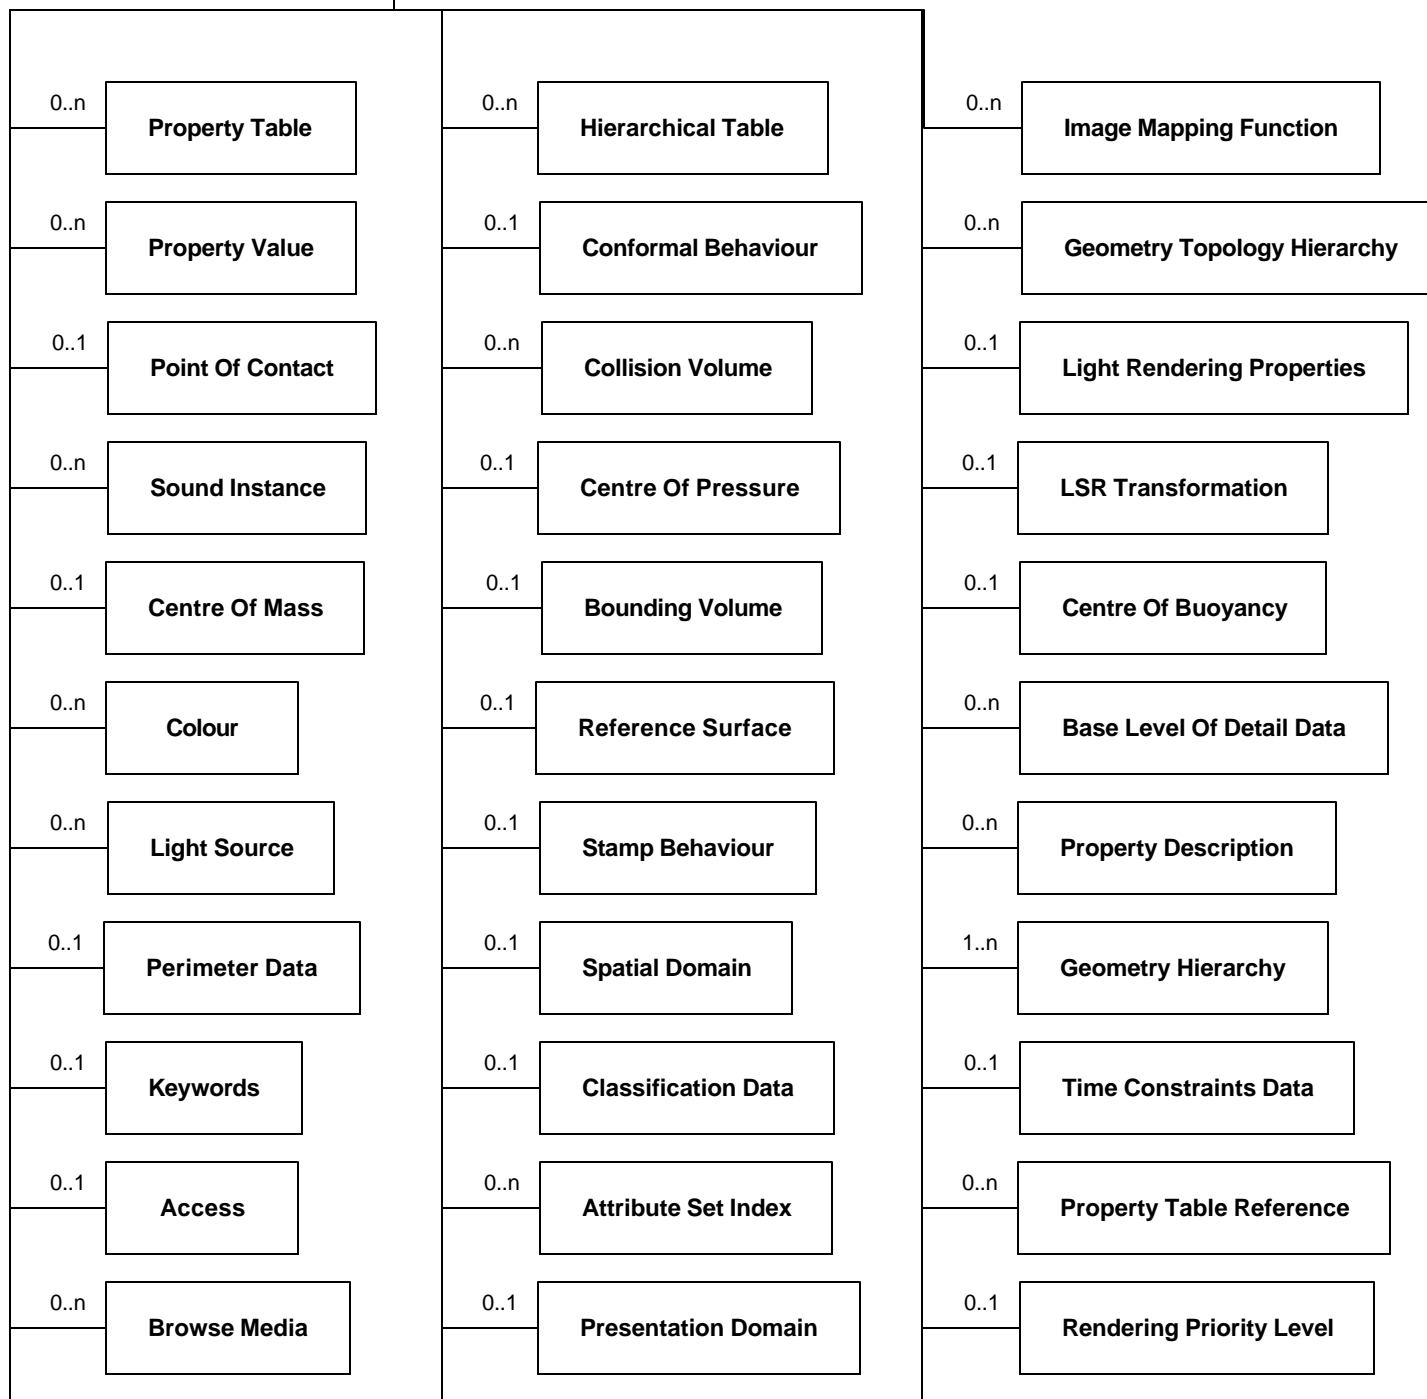 0..n
Property Table
0..n
Property Value
0..1
Point Of Contact
0..n
Sound Instance
0..1
Centre Of Mass
0..n
Colour
0..n
Light Source
0..1
Perimeter Data
0..1
Keywords
0..1
Access
0..n
Browse Media
0..n
Hierarchical Table
0..1
Conformal Behaviour
0..n
Collision Volume
0..1
Centre Of Pressure
0..1
Bounding Volume
0..1
Reference Surface
0..1
Stamp Behaviour
0..1
Spatial Domain
0..1
Classification Data
0..n
Attribute Set Index
0..1
Presentation Domain
0..n
Image Mapping Function
0..n
Geometry Topology Hierarchy
0..1
Light Rendering Properties
0..1
LSR Transformation
0..1
Centre Of Buoyancy
0..n
Base Level Of Detail Data
0..n
Property Description
1..n
Geometry Hierarchy
0..1
Time Constraints Data
0..n
Property Table Reference
0..1
Rendering Priority Level